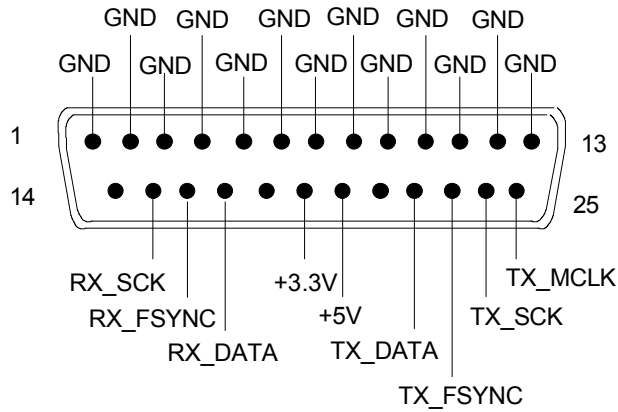 GND GND GND GND GND GND
GND GND GND GND GND GND GND
1 13
14 25
RX_SCK +3.3V TX_MCLK
RX_FSYNC +5V TX_SCK
RX_DATA TX_DATA
TX_FSYNC